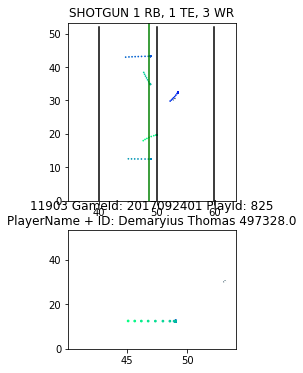 SHOTGUN 1 RB, 1 TE, 3 WR
50
40
30
20
10
0
40 50 60
11903 GameId: 2017092401 PlayId: 825
PlayerName + ID: Demaryius Thomas 497328.0
40
20
0
45 50